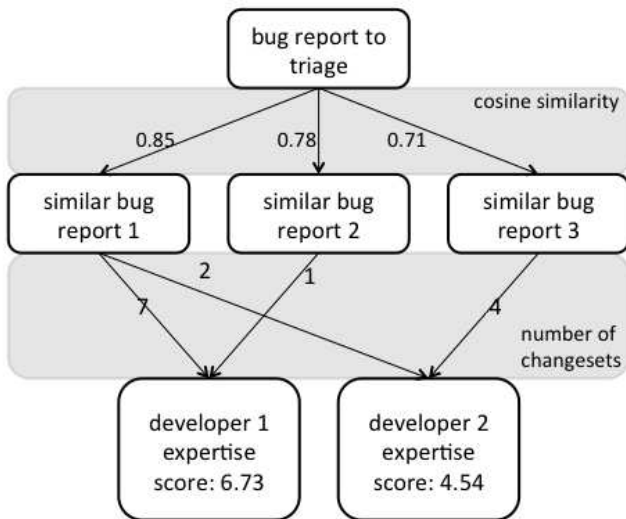 bug report to
triage
cosine similarity
0.85
0.78
0.71
similar bug
report 1
similar bug
report 2
similar bug
report 3
2
1
7
4
number of
changesets
developer 1
expertise
score: 6.73
developer 2
expertise
score: 4.54